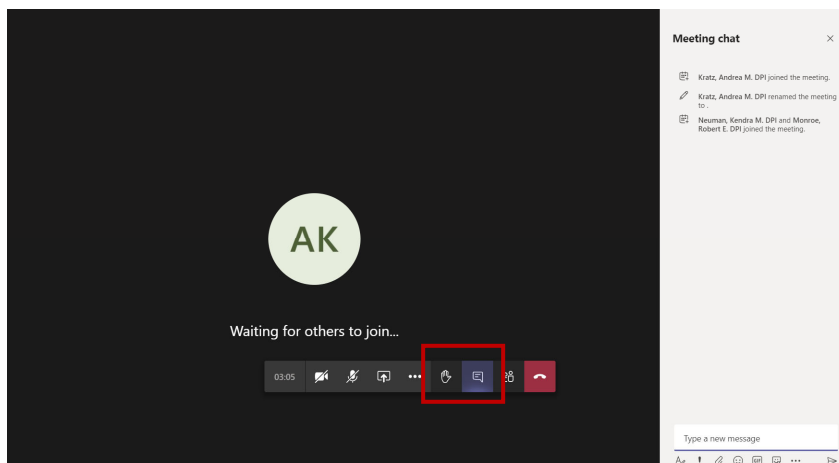 Meeting chat
Kratz, Andrea M. DPI joined the meeting.
Kratz, Andrea M. DPI renamed the meeting
to .
Neuman, Kendra M. DPI and Monroe,
Robert E. DPI joined the meeting.
AK
Waiting for others to join...
03:05
Type a new message
GIF